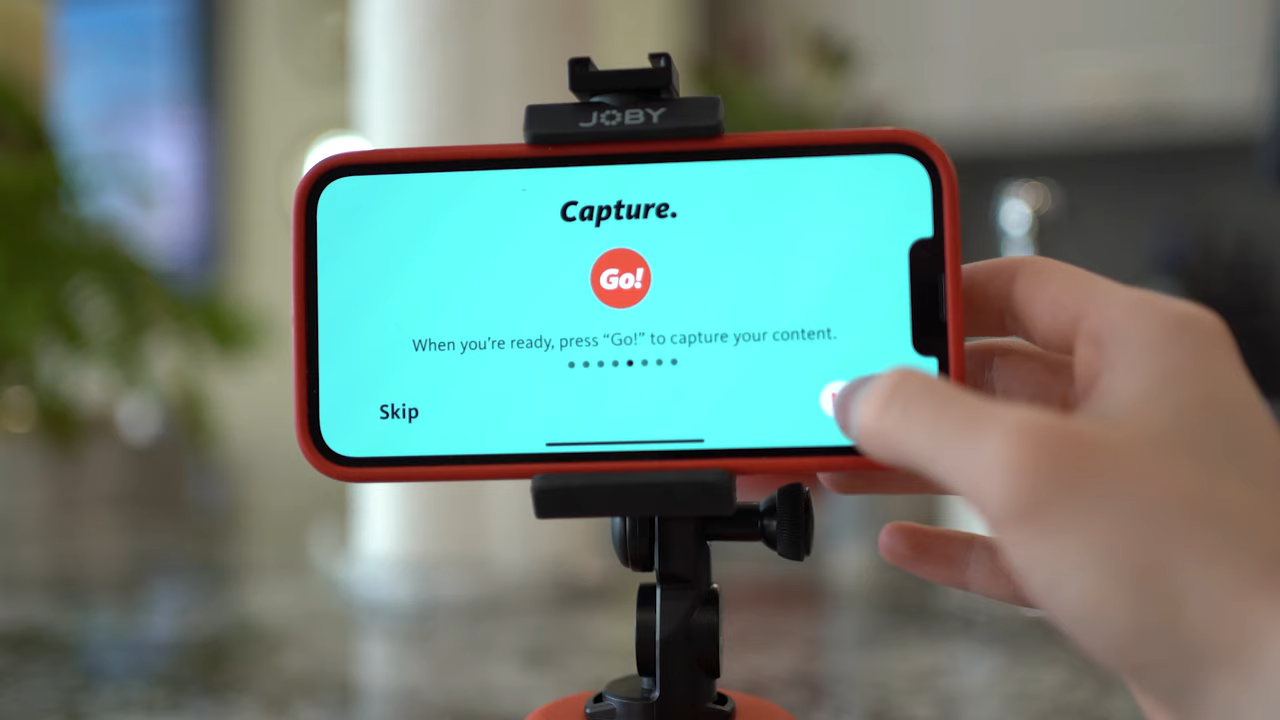 JOBY
Capture.
Go!
When you're ready, press “Go!” to capture your content.
Skip